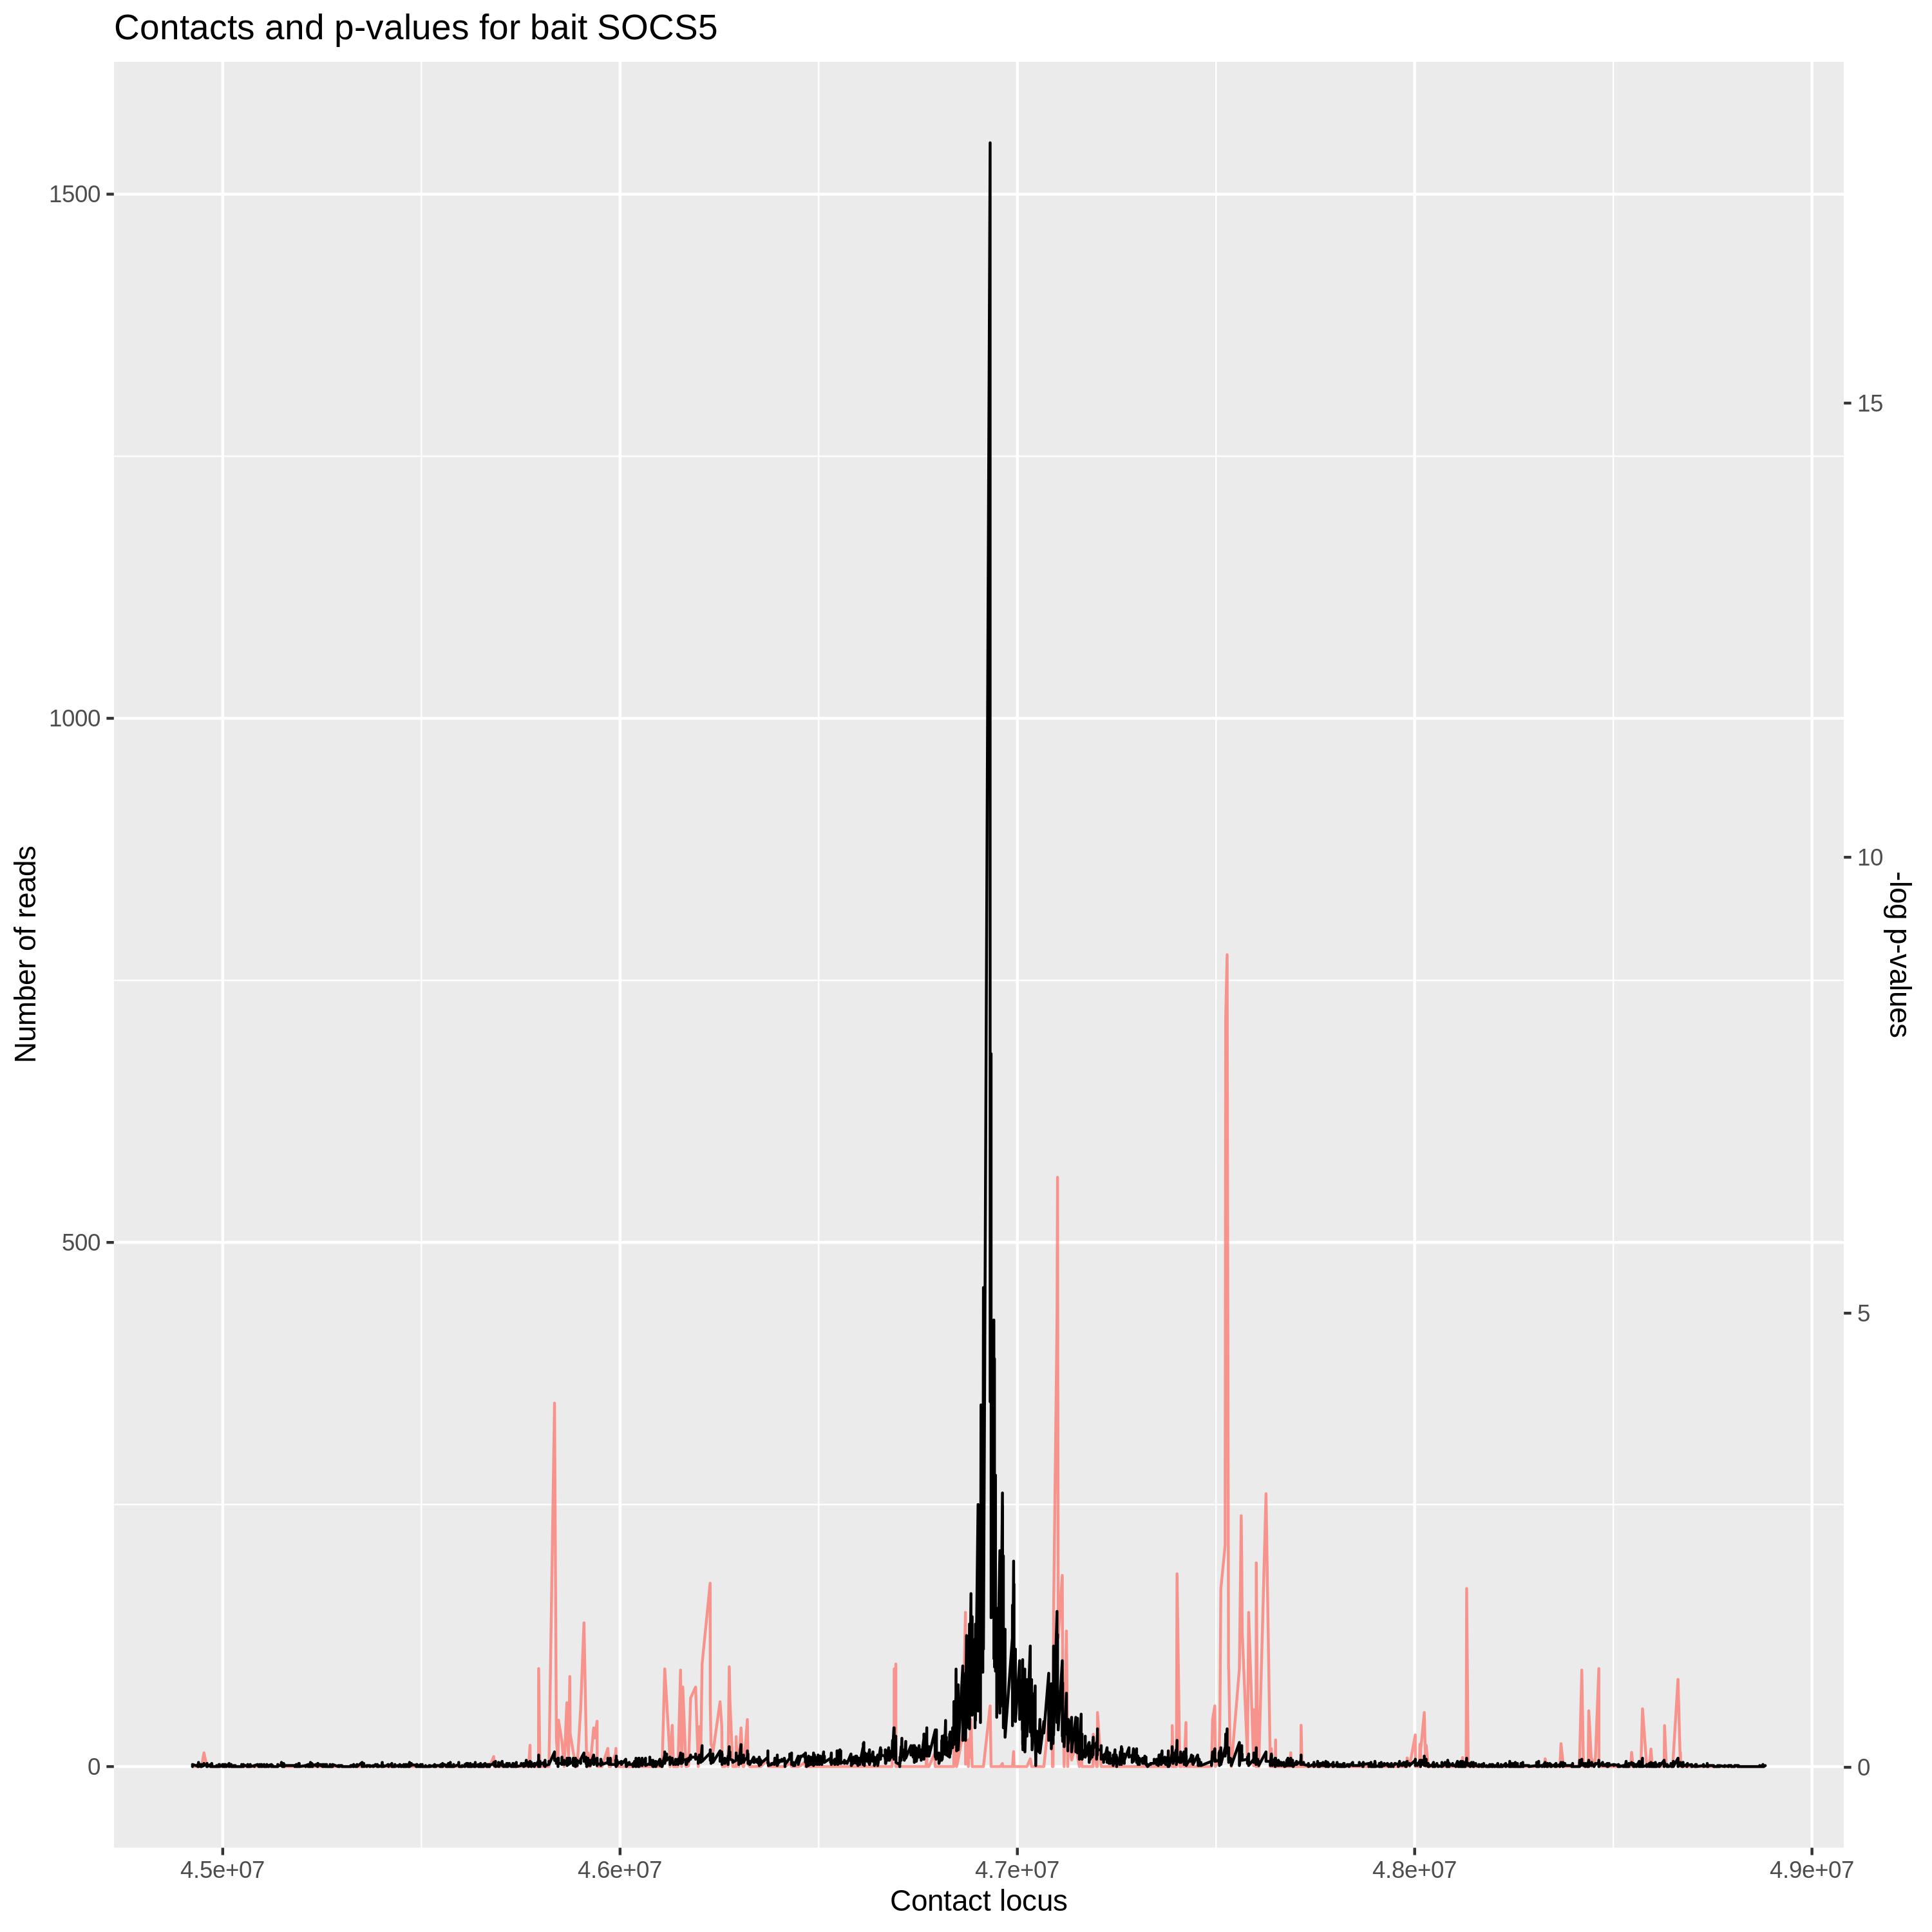 Contacts and p-values for bait SOCS5
1500
1000
500
0
Number of reads
15
10
5
0
-log p-values
4.5e+07 4.6e+07 4.7e+07 4.8e+07 4.9e+07
Contact locus